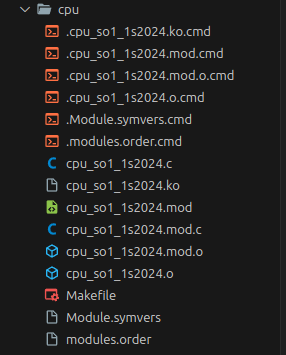 cpu
.cpu_so1_1s2024.ko.cmd
.cpu_so1_1s2024.mod.cmd
.cpu_so1_1s2024.mod.o.cmd
.cpu_so1_1s2024.o.cmd
.Module.symvers.cmd
.modules.order.cmd
cpu_so1_1s2024.c
cpu_so1_1s2024.ko
cpu_so1_1s2024.mod
cpu_so1_1s2024.mod.c
cpu_so1_1s2024.mod.o
cpu_so1_1s2024.o
Makefile
Module.symvers
modules.order